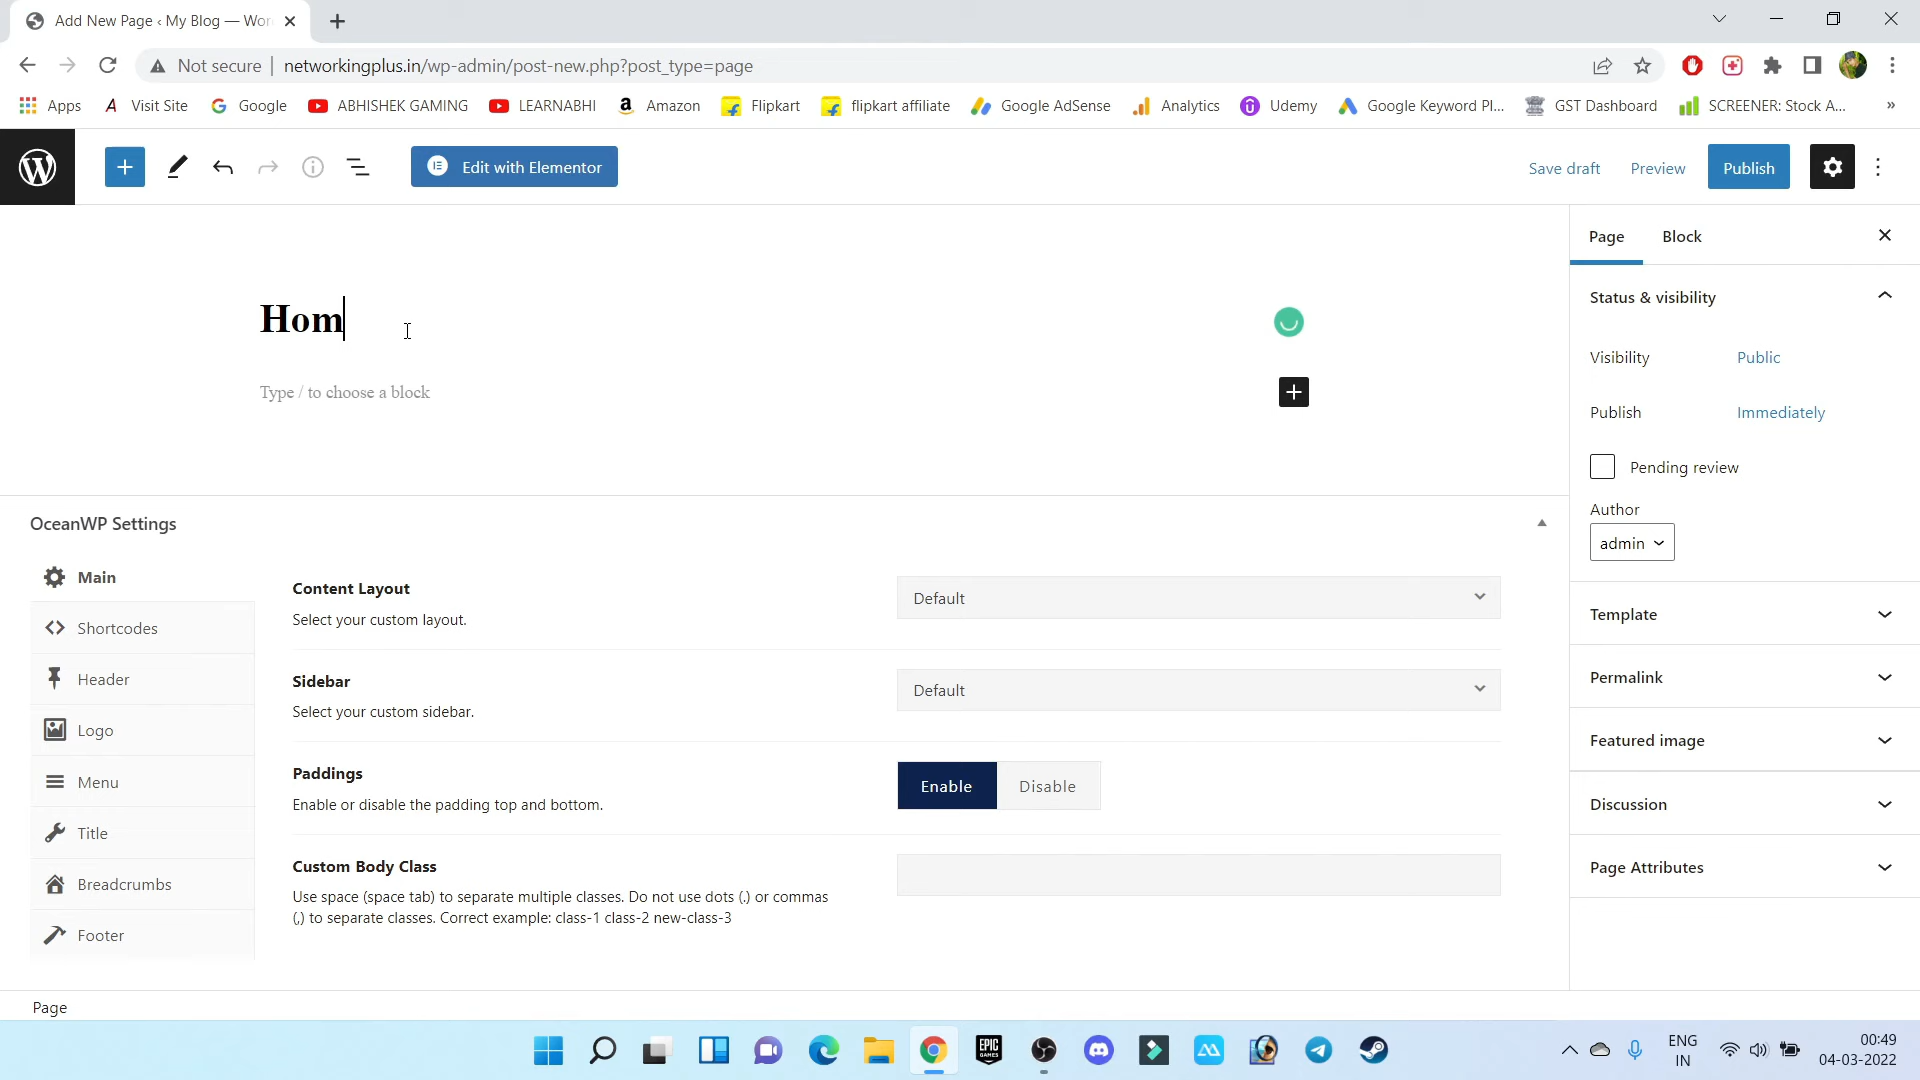 Add New Page ‹ My Blog — Wor
Not secure
networkingplus.in/wp-admin/post-new.php?post_type=page
Apps
Visit Site
Google
ABHISHEK GAMING
LEARNABHI
Amazon
Flipkart
flipkart affiliate
Google AdSense
Analytics
Udemy
Google Keyword Pl...
GST Dashboard
SCREENER: Stock A...
»
Edit with Elementor
Save draft
Preview
Publish
Hom
Type / to choose a block
Page
Block
Status & visibility
Visibility
Public
Publish
Immediately
Pending review
Author
admin
Template
Permalink
Featured image
Discussion
Page Attributes
OceanWP Settings
Main
Shortcodes
Header
Logo
Menu
Title
Breadcrumbs
Footer
Content Layout
Select your custom layout.
Default
Sidebar
Select your custom sidebar.
Default
Paddings
Enable or disable the padding top and bottom.
Enable
Disable
Custom Body Class
Use space (space tab) to separate multiple classes. Do not use dots (.) or commas
(,) to separate classes. Correct example: class-1 class-2 new-class-3
Page
EPIC
GAMES
ENG
IN
00:49
04-03-2022